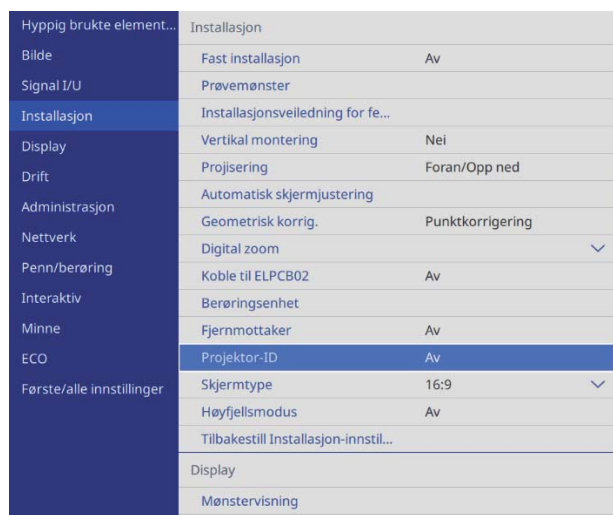 Hyppig brukte element...
Bilde
Signal I/U
Installasjon
Display
Drift
Administrasjon
Nettverk
Penn/berøring
Interaktiv
Minne
ECO
Første/alle innstillinger
Installasjon
Fast installasjon Av
Prøvemønster
Installasjonsveiledning for fe...
Vertikal montering Nei
Projisering Foran/Opp ned
Automatisk skjermjustering
Geometrisk korrig. Punktkorrigering
Digital zoom
Koble til ELPCB02 Av
Berøringsenhet
Fjernmottaker Av
Projektor-ID Av
Skjermtype 16:9
Høyfjellsmodus Av
Tilbakestill Installasjon-innstil...
Display
Mønstervisning